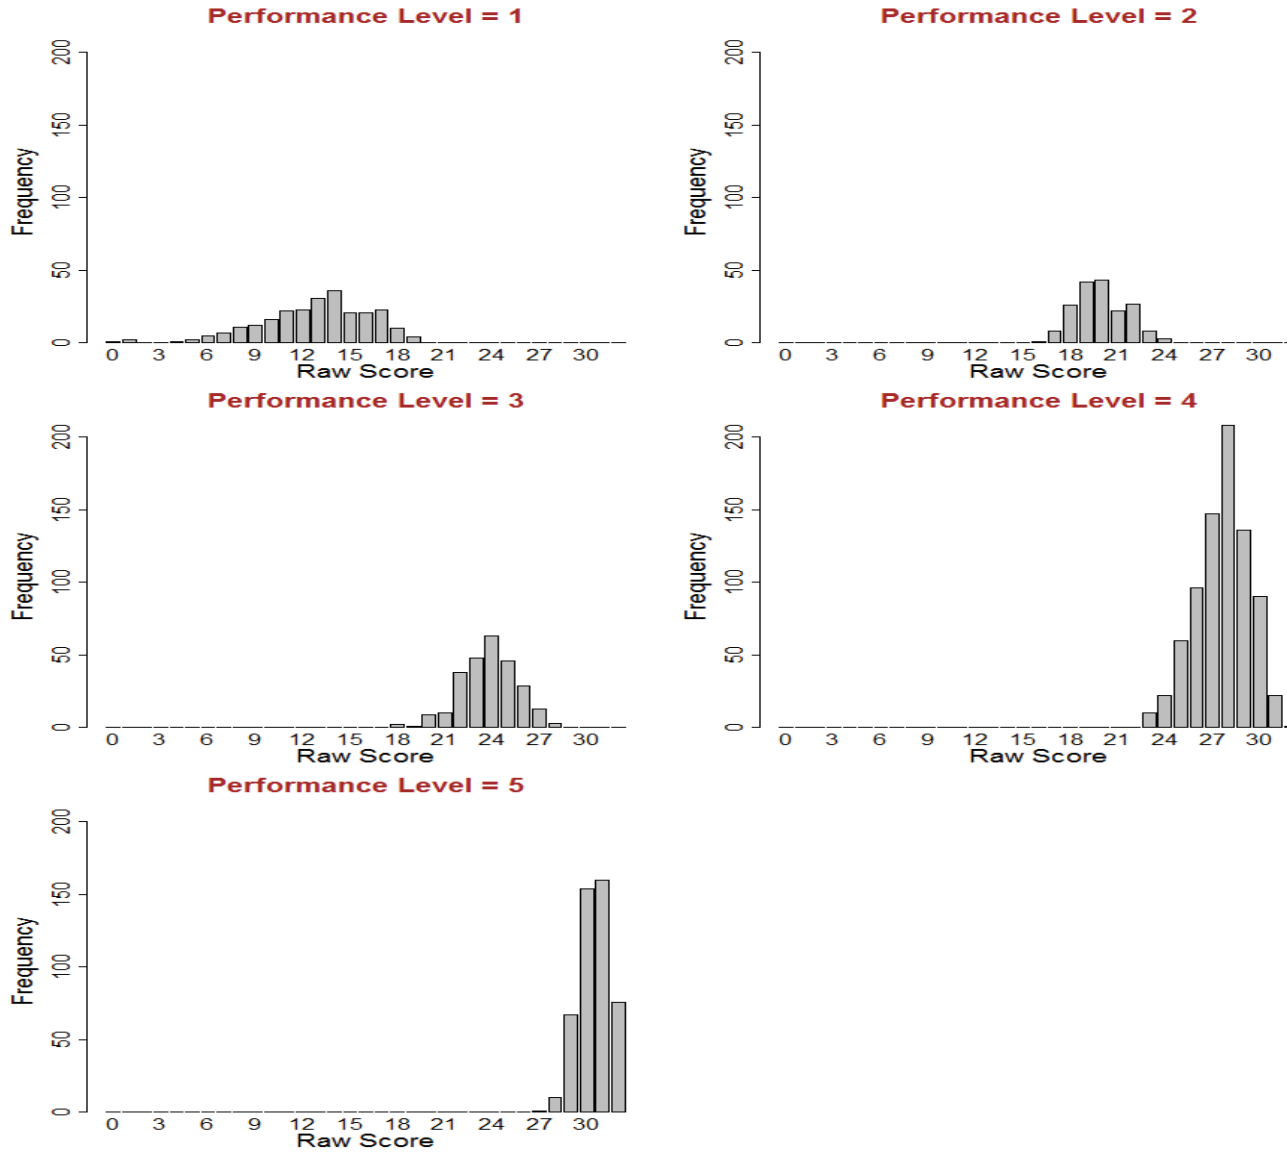 Performance Level = 1
Frequency
0 50 100 150 200
0 3 6 9 12 15 18 21 24 27 30
Raw Score
Performance Level = 2
Frequency
0 50 100 150 200
0 3 6 9 12 15 18 21 24 27 30
Raw Score
Performance Level = 3
Frequency
0 50 100 150 200
0 3 6 9 12 15 18 21 24 27 30
Raw Score
Performance Level = 4
Frequency
0 50 100 150 200
0 3 6 9 12 15 18 21 24 27 30
Raw Score
Performance Level = 5
Frequency
0 50 100 150 200
0 3 6 9 12 15 18 21 24 27 30
Raw Score